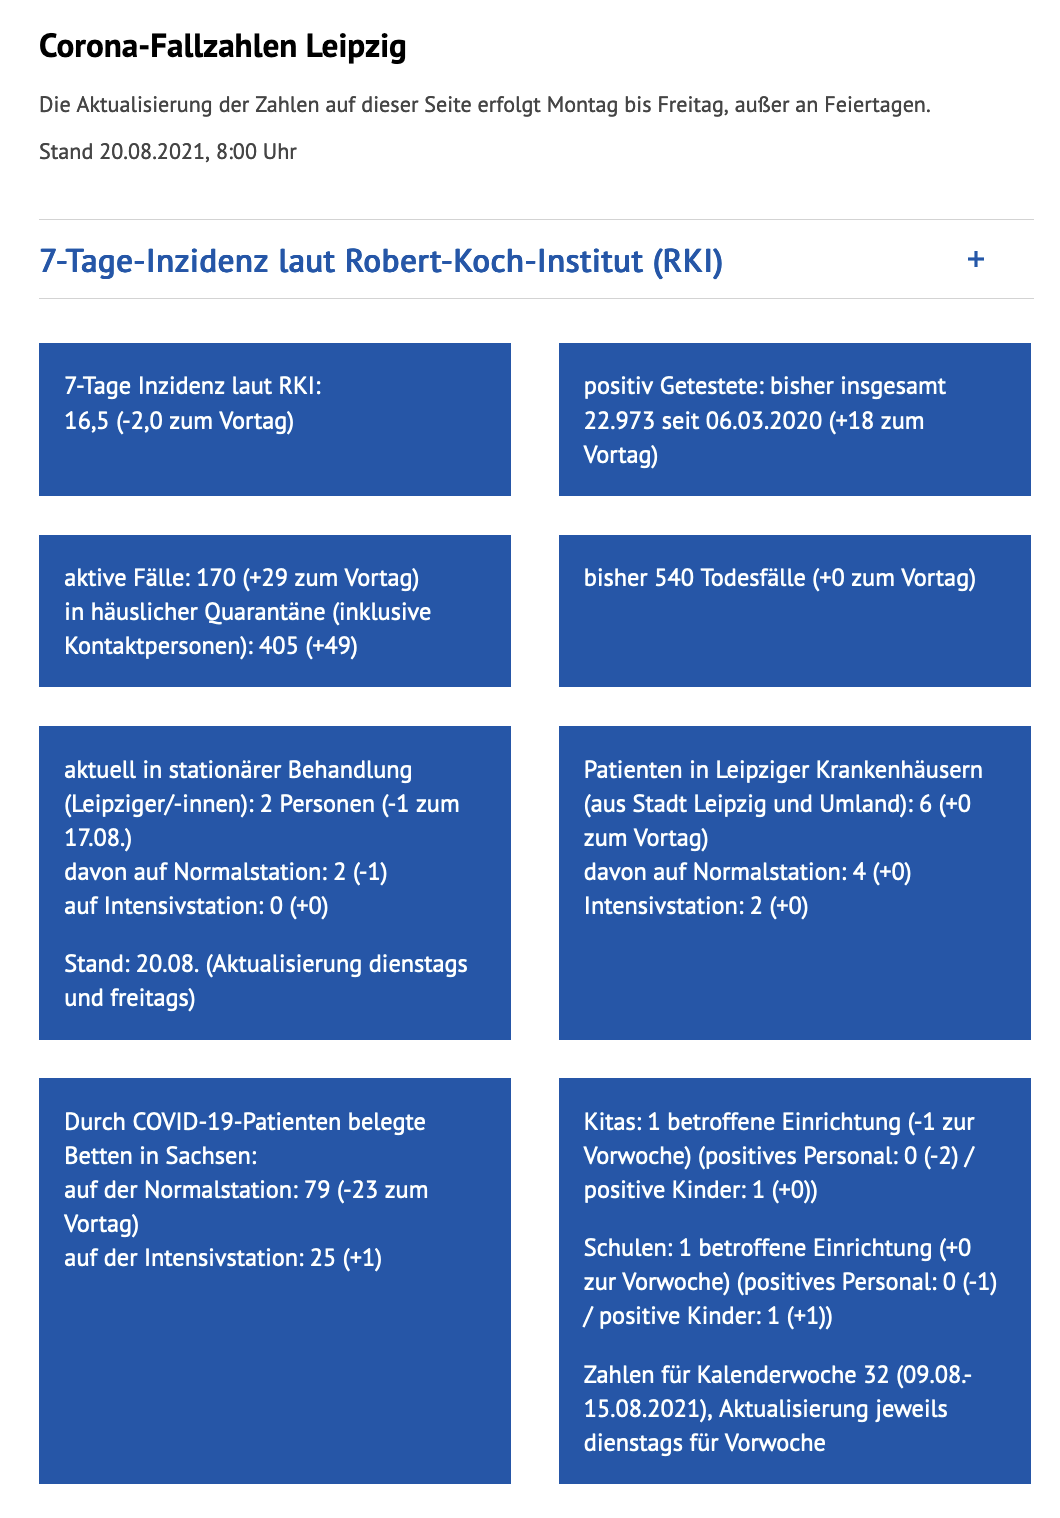 Corona-Fallzahlen Leipzig
Die Aktualisierung der Zahlen auf dieser Seite erfolgt Montag bis Freitag, außer an Feiertagen.
Stand 20.08.2021, 8:00 Uhr
7-Tage-Inzidenz laut Robert-Koch-Institut (RKI) +
7-Tage Inzidenz laut RKI:
16,5 (-2,0 zum Vortag)
positiv Getestete: bisher insgesamt
22.973 seit 06.03.2020 (+18 zum
Vortag)
aktive Fälle: 170 (+29 zum Vortag)
in häuslicher Quarantäne (inklusive
Kontaktpersonen): 405 (+49)
bisher 540 Todesfälle (+0 zum Vortag)
aktuell in stationärer Behandlung
(Leipziger/-innen): 2 Personen (-1 zum
17.08.)
davon auf Normalstation: 2 (-1)
auf Intensivstation: 0 (+0)
Stand: 20.08. (Aktualisierung dienstags
und freitags)
Patienten in Leipziger Krankenhäusern
(aus Stadt Leipzig und Umland): 6 (+0
zum Vortag)
davon auf Normalstation: 4 (+0)
Intensivstation: 2 (+0)
Durch COVID-19-Patienten belegte
Betten in Sachsen:
auf der Normalstation: 79 (-23 zum
Vortag)
auf der Intensivstation: 25 (+1)
Kitas: 1 betroffene Einrichtung (-1 zur
Vorwoche) (positives Personal: 0 (-2) /
positive Kinder: 1 (+0))
Schulen: 1 betroffene Einrichtung (+0
zur Vorwoche) (positives Personal: 0 (-1)
/ positive Kinder: 1 (+1))
Zahlen für Kalenderwoche 32 (09.08.-
15.08.2021), Aktualisierung jeweils
dienstags für Vorwoche